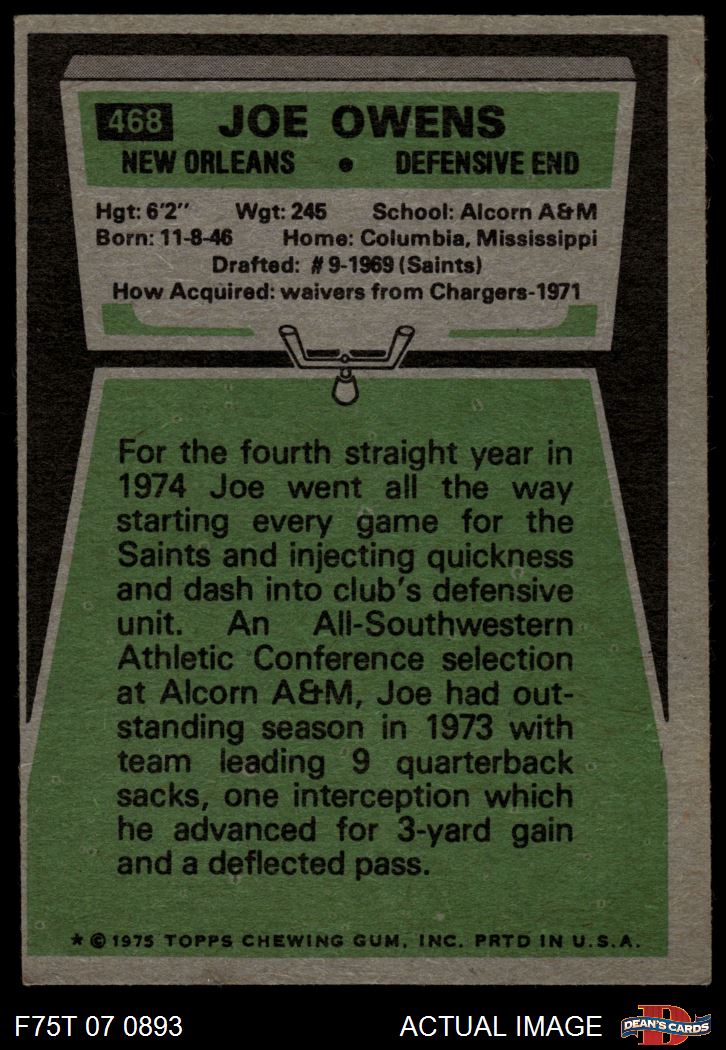 468 JOE OWENS
NEW ORLEANS • DEFENSIVE END
Hgt: 6'2" Wgt: 245 School: Alcorn A&M
Born: 11-8-46 Home: Columbia, Mississippi
Drafted: #9-1969 (Saints)
How Acquired: waivers from Chargers-1971
For the fourth straight year in
1974 Joe went all the way
starting every game for the
Saints and injecting quickness
and dash into club's defensive
unit. An All-Southwestern
Athletic Conference selection
at Alcorn A&M, Joe had out-
standing season in 1973 with
team leading 9 quarterback
sacks, one interception which
he advanced for 3-yard gain
and a deflected pass.
★ © 1975 TOPPS CHEWING GUM, INC. PRTD IN U.S.A.
F75T 07 0893 ACTUAL IMAGE
D
DEAN'S CARDS